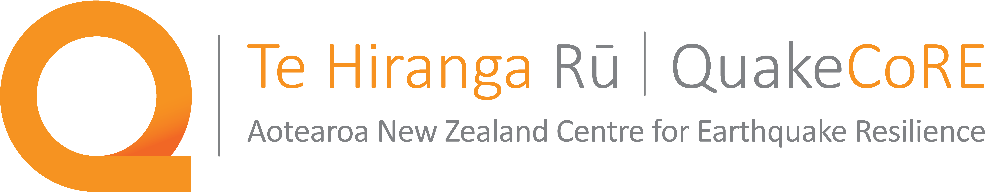 Te Hiranga Rū | QuakeCoRE
Aotearoa New Zealand Centre for Earthquake Resilience